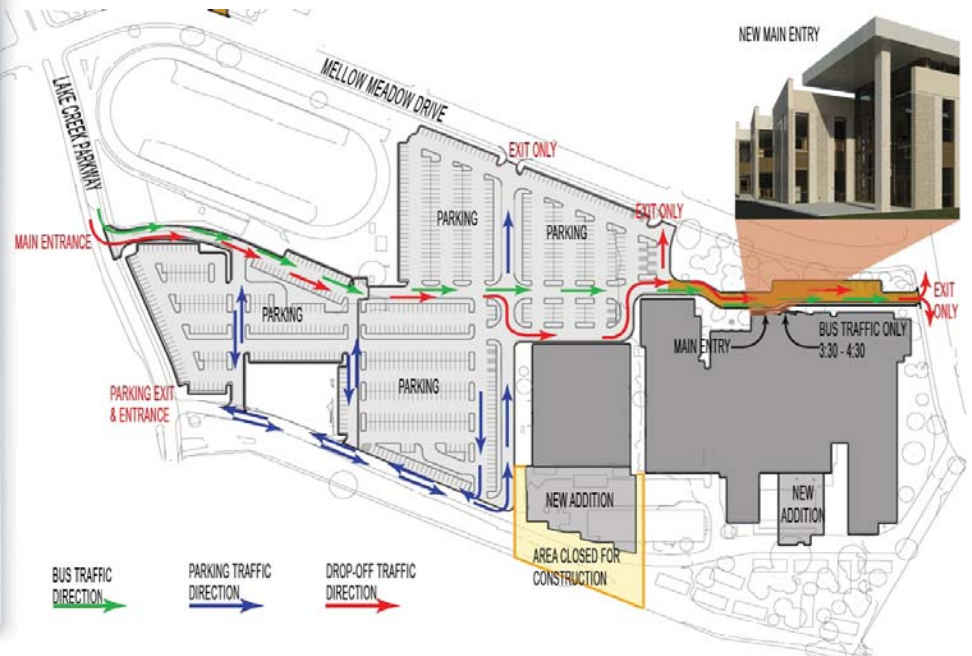 NEW MAIN ENTRY
MELLOW MEADOW DRIVE
LAKE CREEK PARKWAY
EXIT ONLY
PARKING
PARKING
EXIT ONLY
MAIN ENTRANCE
PARKING
EXIT
ONLY
MAIN ENTRY
BUS TRAFFIC ONLY
3:30 - 4:30
PARKING
PARKING EXIT
& ENTRANCE
NEW ADDITION
NEW
ADDITION
AREA CLOSED FOR
CONSTRUCTION
BUS TRAFFIC
DIRECTION
PARKING TRAFFIC
DIRECTION
DROP-OFF TRAFFIC
DIRECTION